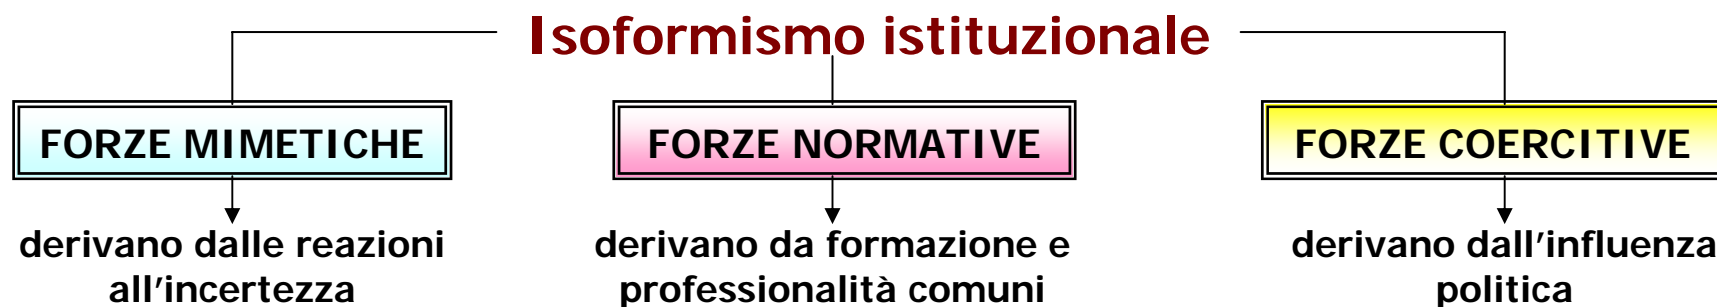 Isoformismo istituzionale
FORZE MIMETICHE
derivano dalle reazioni
all'incertezza
FORZE NORMATIVE
derivano da formazione e
professionalità comuni
FORZE COERCITIVE
derivano dall'influenza
politica